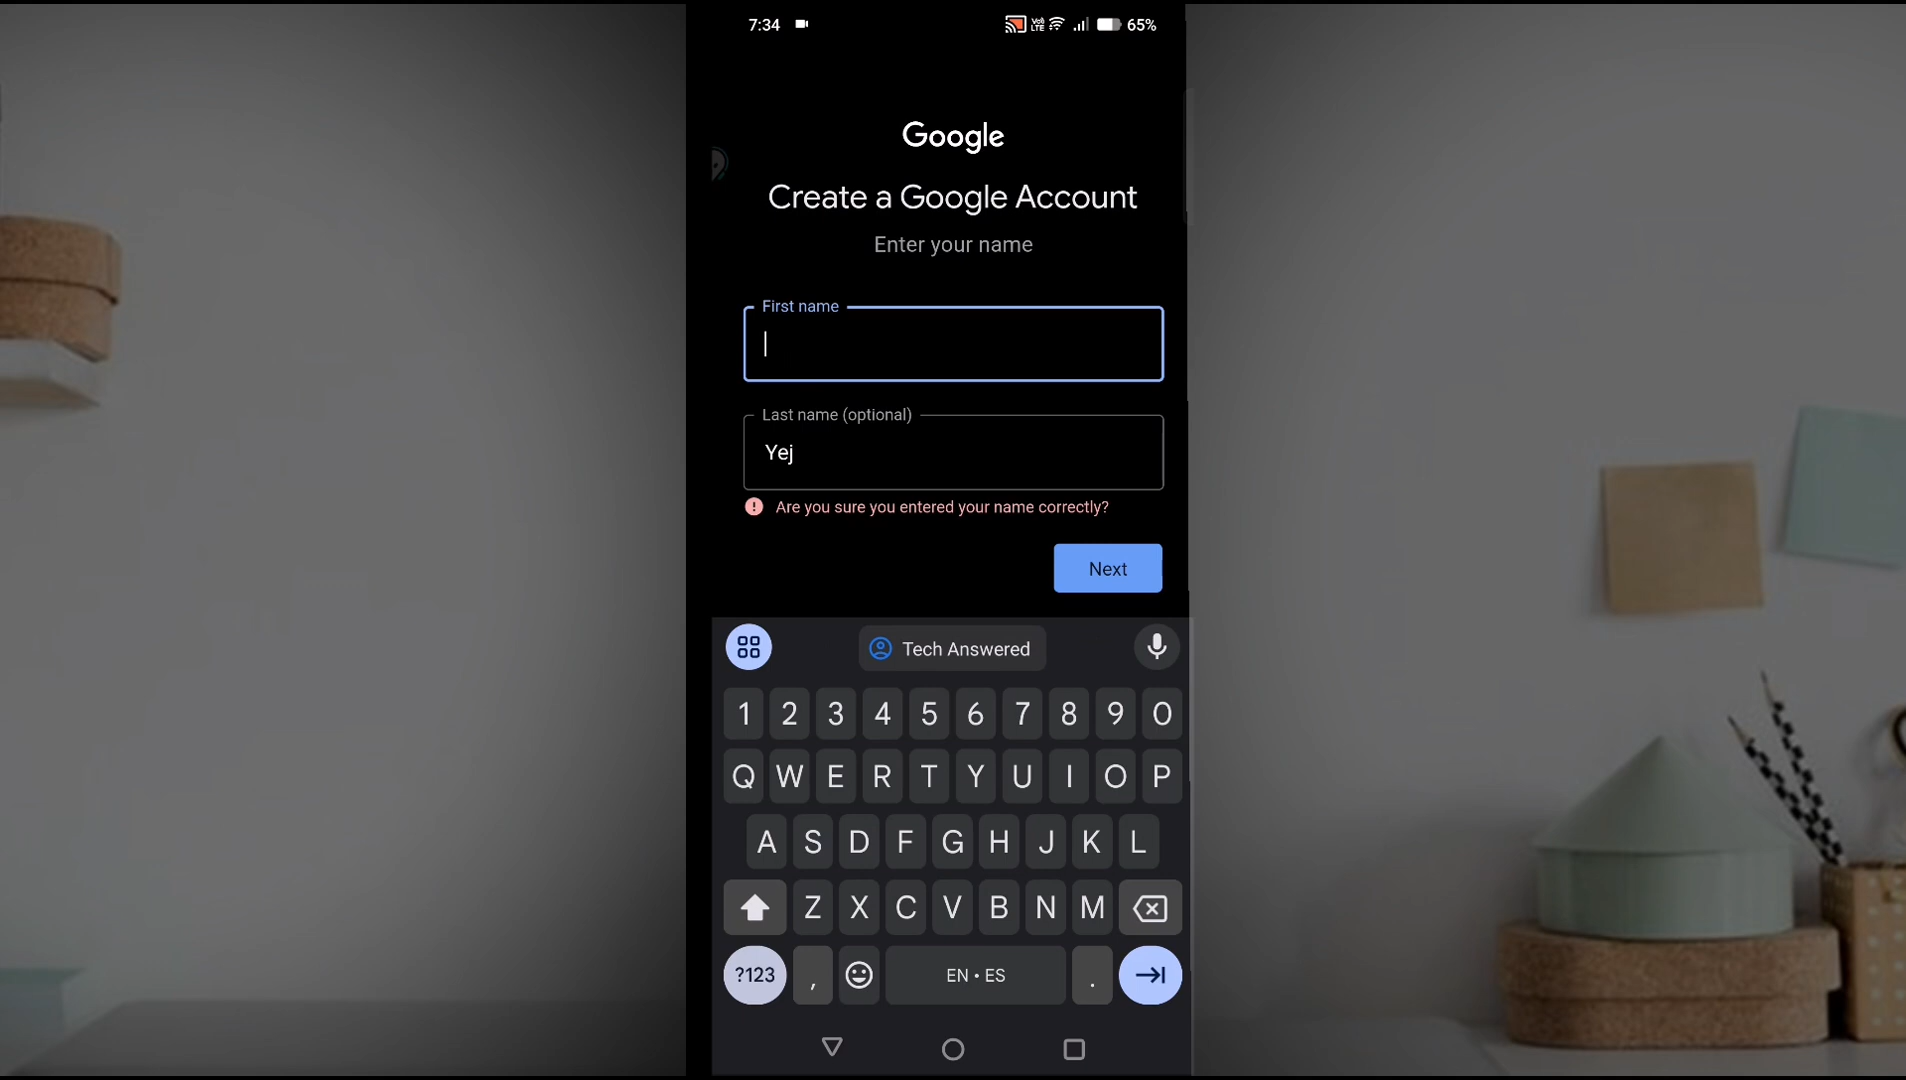 7:34 Vo) LTE 65%
Google
Create a Google Account
Enter your name
First name
Last name (optional)
Yej
Are you sure you entered your name correctly?
Next
Tech Answered
1 2 3 4 5 6 7 8 9 0
Q W E R T Y U I O P
A S D F G H J K L
Z X C V B N M
?123 , EN • ES .